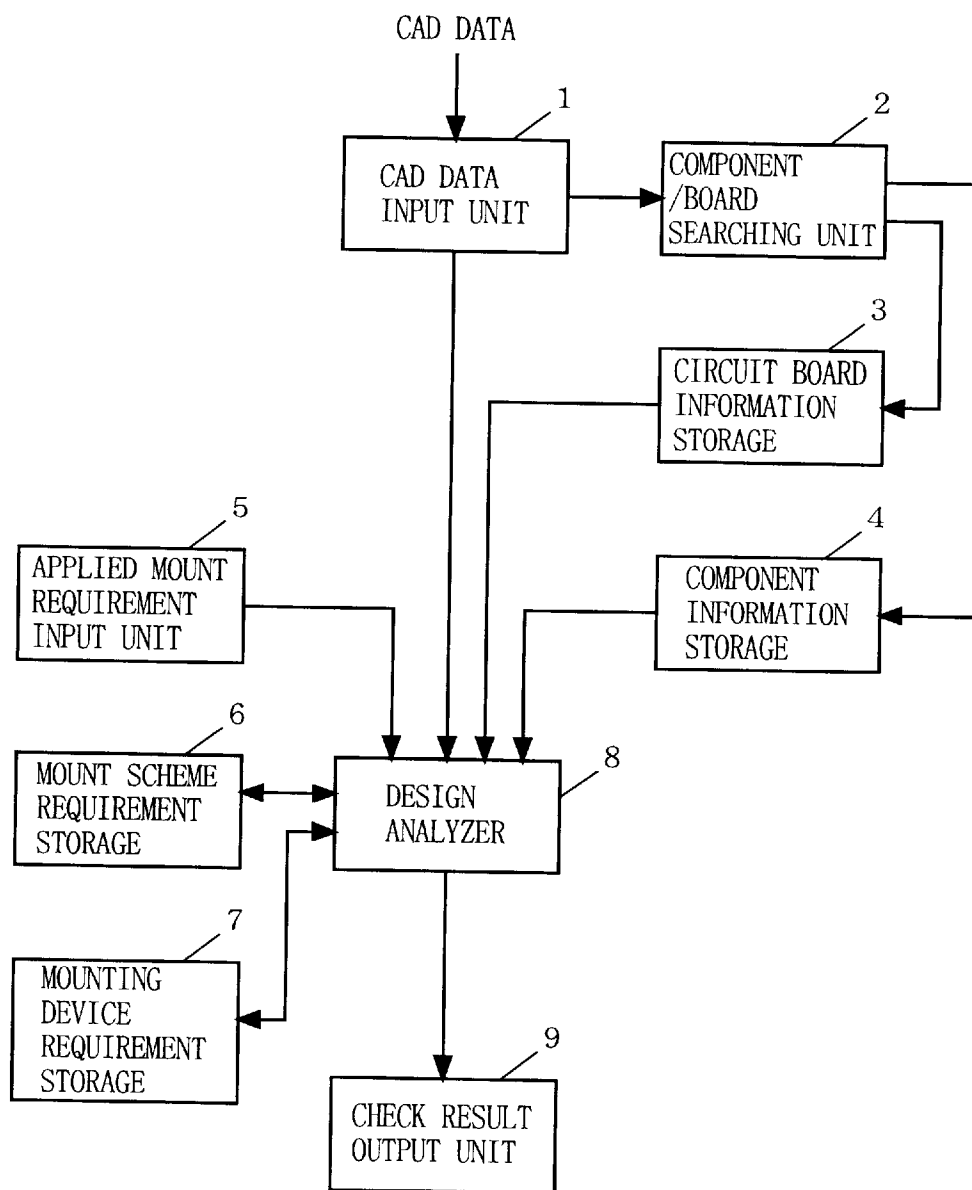 CAD DATA
1
CAD DATA
INPUT UNIT
2
COMPONENT
/BOARD
SEARCHING UNIT
3
CIRCUIT BOARD
INFORMATION
STORAGE
4
COMPONENT
INFORMATION
STORAGE
5
APPLIED MOUNT
REQUIREMENT
INPUT UNIT
6
MOUNT SCHEME
REQUIREMENT
STORAGE
7
MOUNTING
DEVICE
REQUIREMENT
STORAGE
8
DESIGN
ANALYZER
9
CHECK RESULT
OUTPUT UNIT